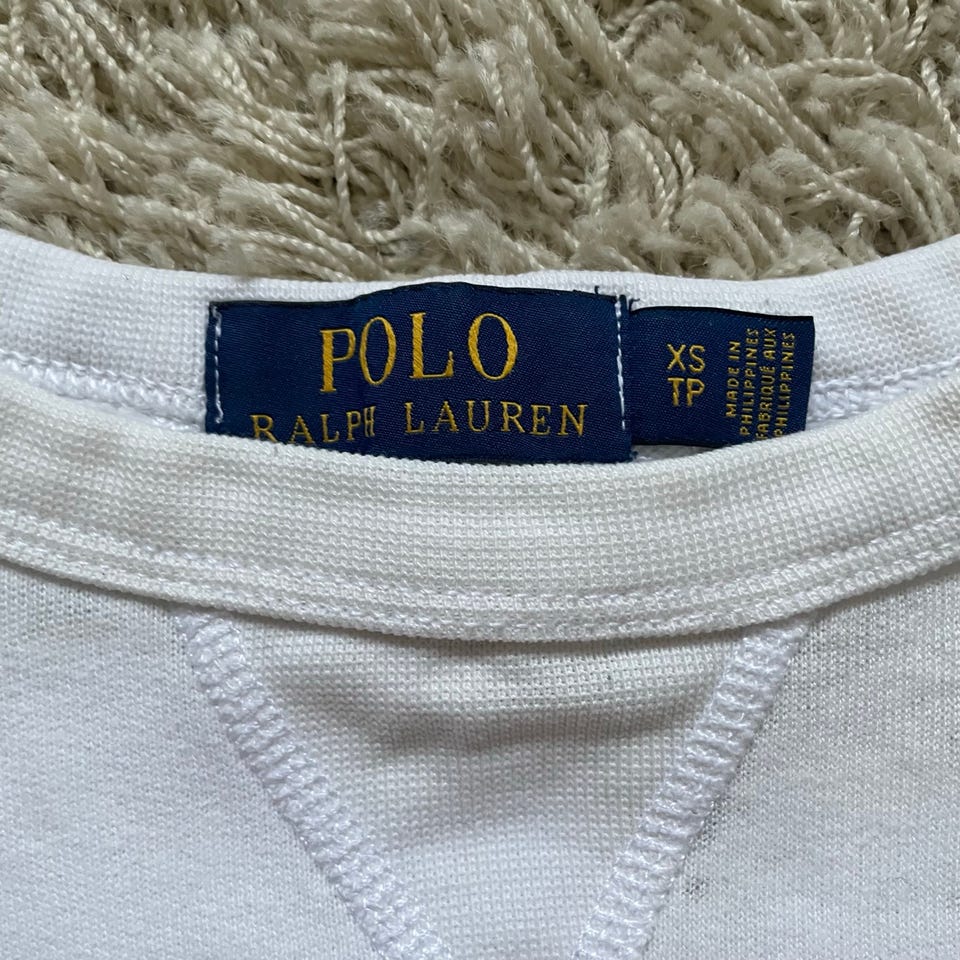 POLO
RALPH LAUREN
XS
TP
MADE IN
PHILIPPINES
FABRIQUÉ AUX
PHILIPPINES